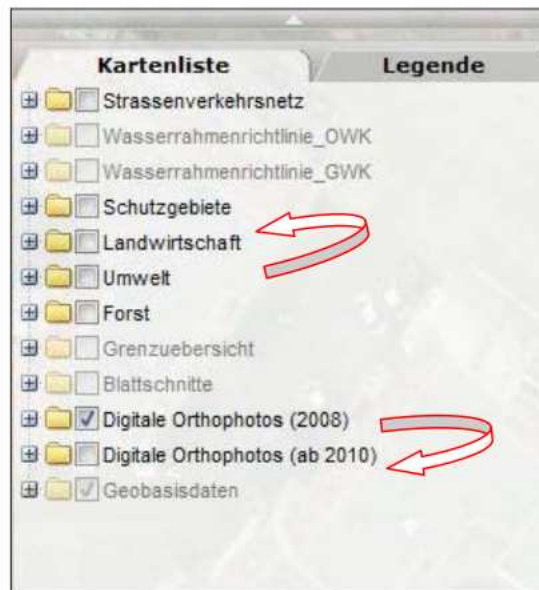 Kartenliste Legende
Strassenverkehrsnetz
Wasserrahmenrichtlinie_OWK
Wasserrahmenrichtlinie_GWK
Schutzgebiete
Landwirtschaft
Umwelt
Forst
Grenzuebersicht
Blattschnitte
Digitale Orthophotos (2008)
Digitale Orthophotos (ab 2010)
Geobasisdaten